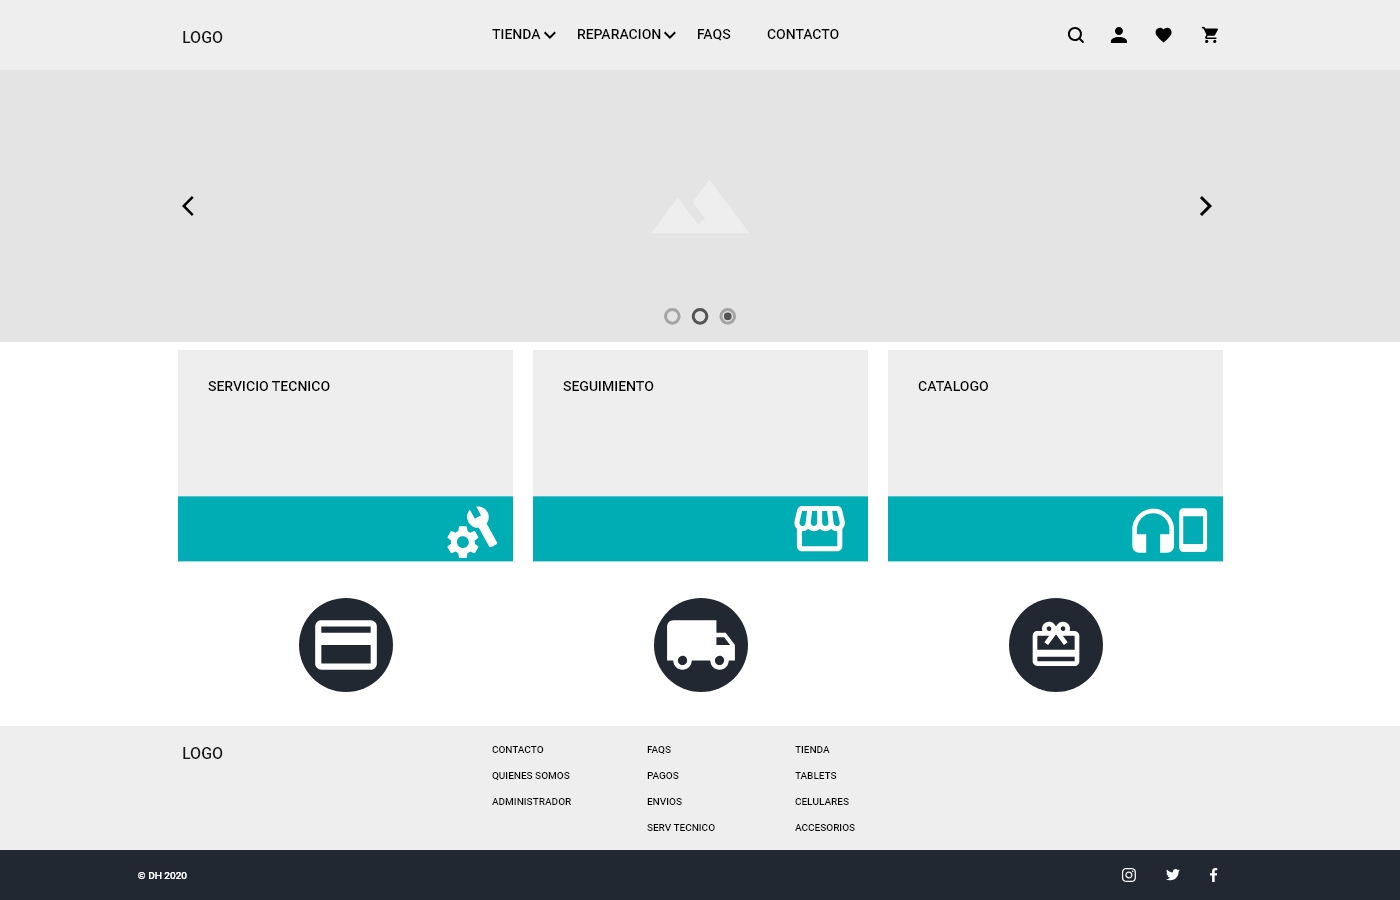 LOGO
TIENDA REPARACION FAQS CONTACTO
SERVICIO TECNICO
SEGUIMIENTO
CATALOGO
LOGO
CONTACTO
QUIENES SOMOS
ADMINISTRADOR
FAQS
PAGOS
ENVIOS
SERV TECNICO
TIENDA
TABLETS
CELULARES
ACCESORIOS
© DH 2020